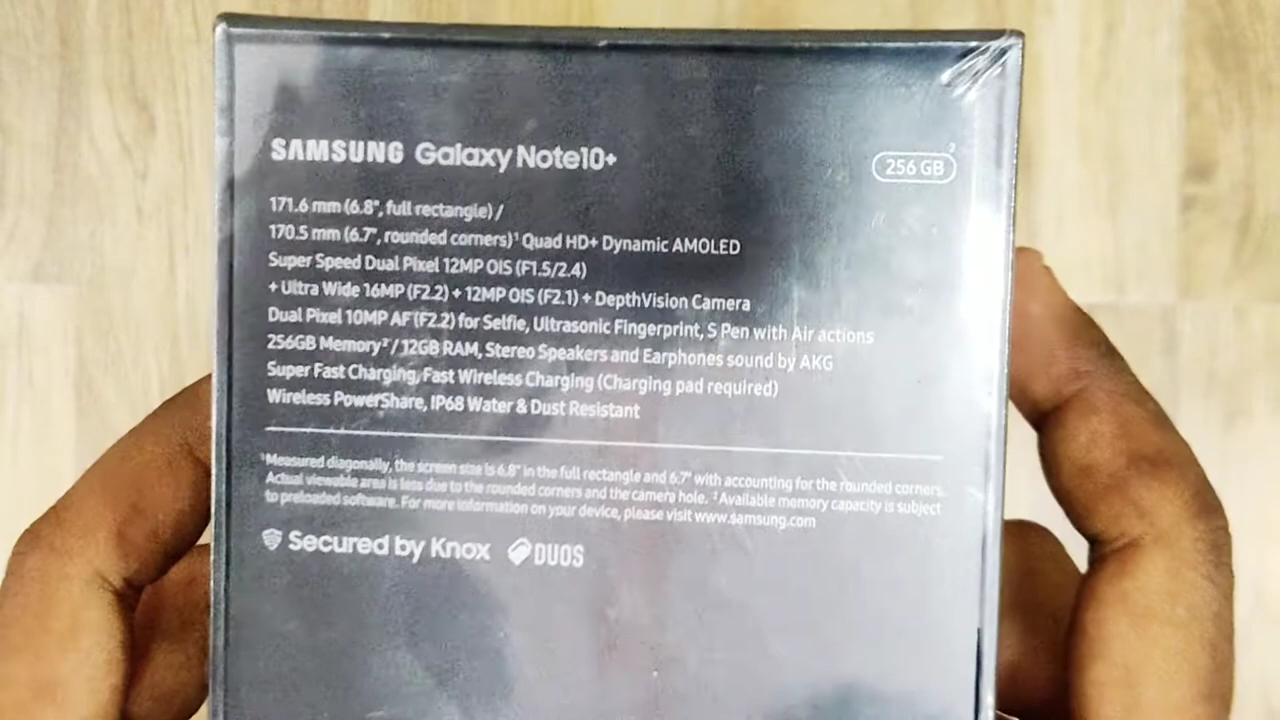 SAMSUNG Galaxy Note10+
256 GB²
171.6 mm (6.8", full rectangle) /
170.5 mm (6.7", rounded corners)¹ Quad HD+ Dynamic AMOLED
Super Speed Dual Pixel 12MP OIS (F1.5/2.4)
+ Ultra Wide 16MP (F2.2) + 12MP OIS (F2.1) + DepthVision Camera
Dual Pixel 10MP AF (F2.2) for Selfie, Ultrasonic Fingerprint, S Pen with Air actions
256GB Memory² / 12GB RAM, Stereo Speakers and Earphones sound by AKG
Super Fast Charging, Fast Wireless Charging (Charging pad required)
Wireless PowerShare, IP68 Water & Dust Resistant
¹Measured diagonally, the screen size is 6.8" in the full rectangle and 6.7" with accounting for the rounded corners.
Actual viewable area is less due to the rounded corners and the camera hole. ²Available memory capacity is subject
to preloaded software. For more information on your device, please visit www.samsung.com
Secured by Knox DUOS